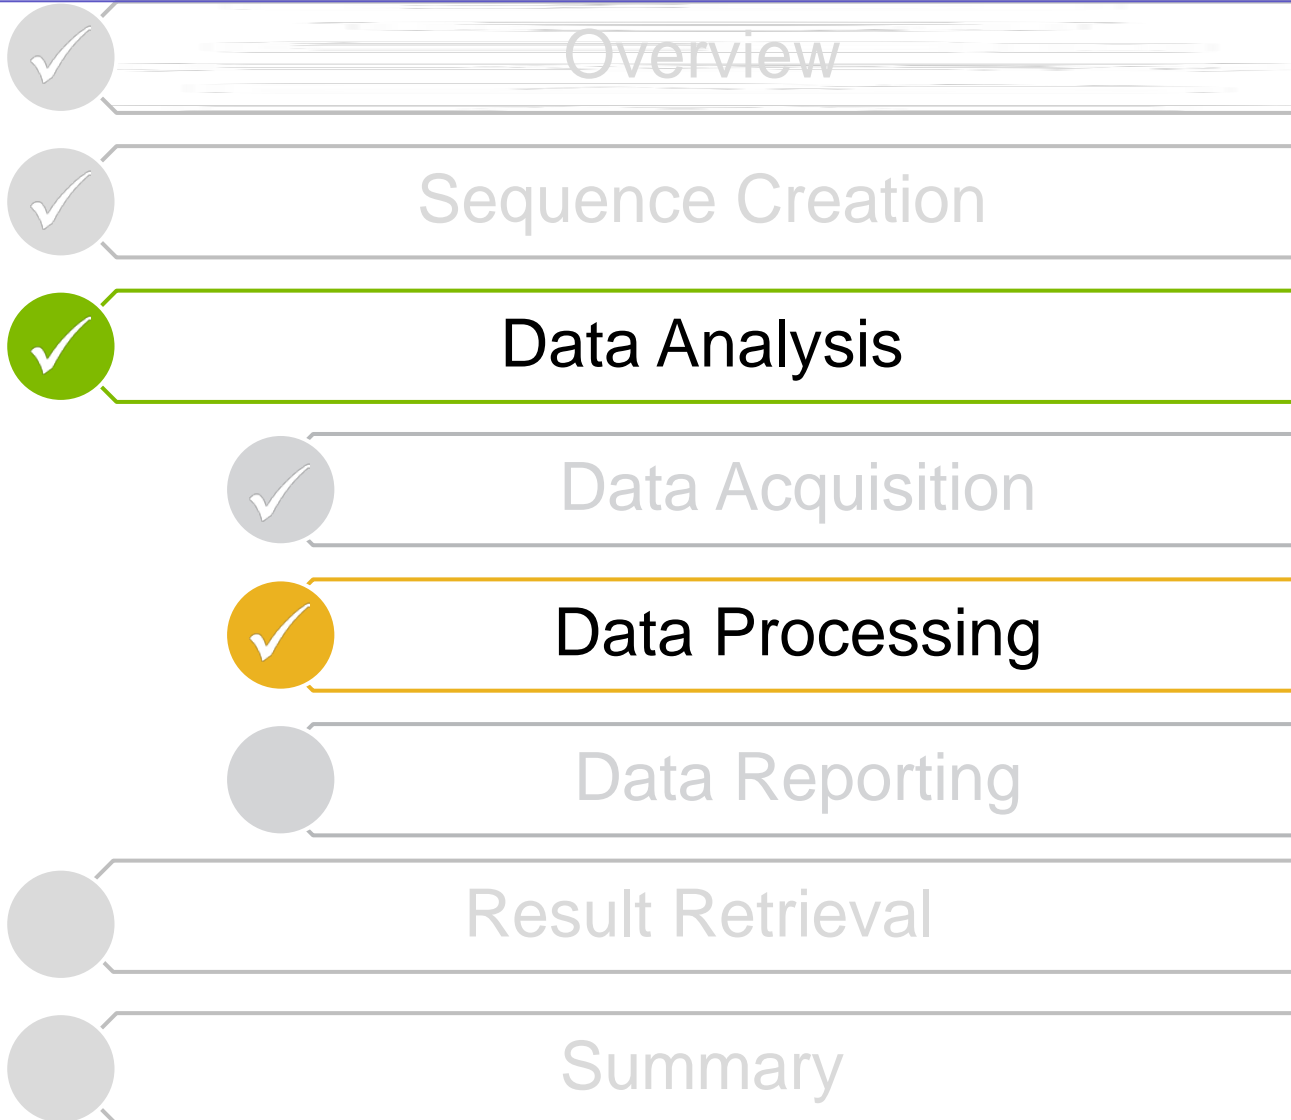 Overview
Sequence Creation
Data Analysis
Data Acquisition
Data Processing
Data Reporting
Result Retrieval
Summary